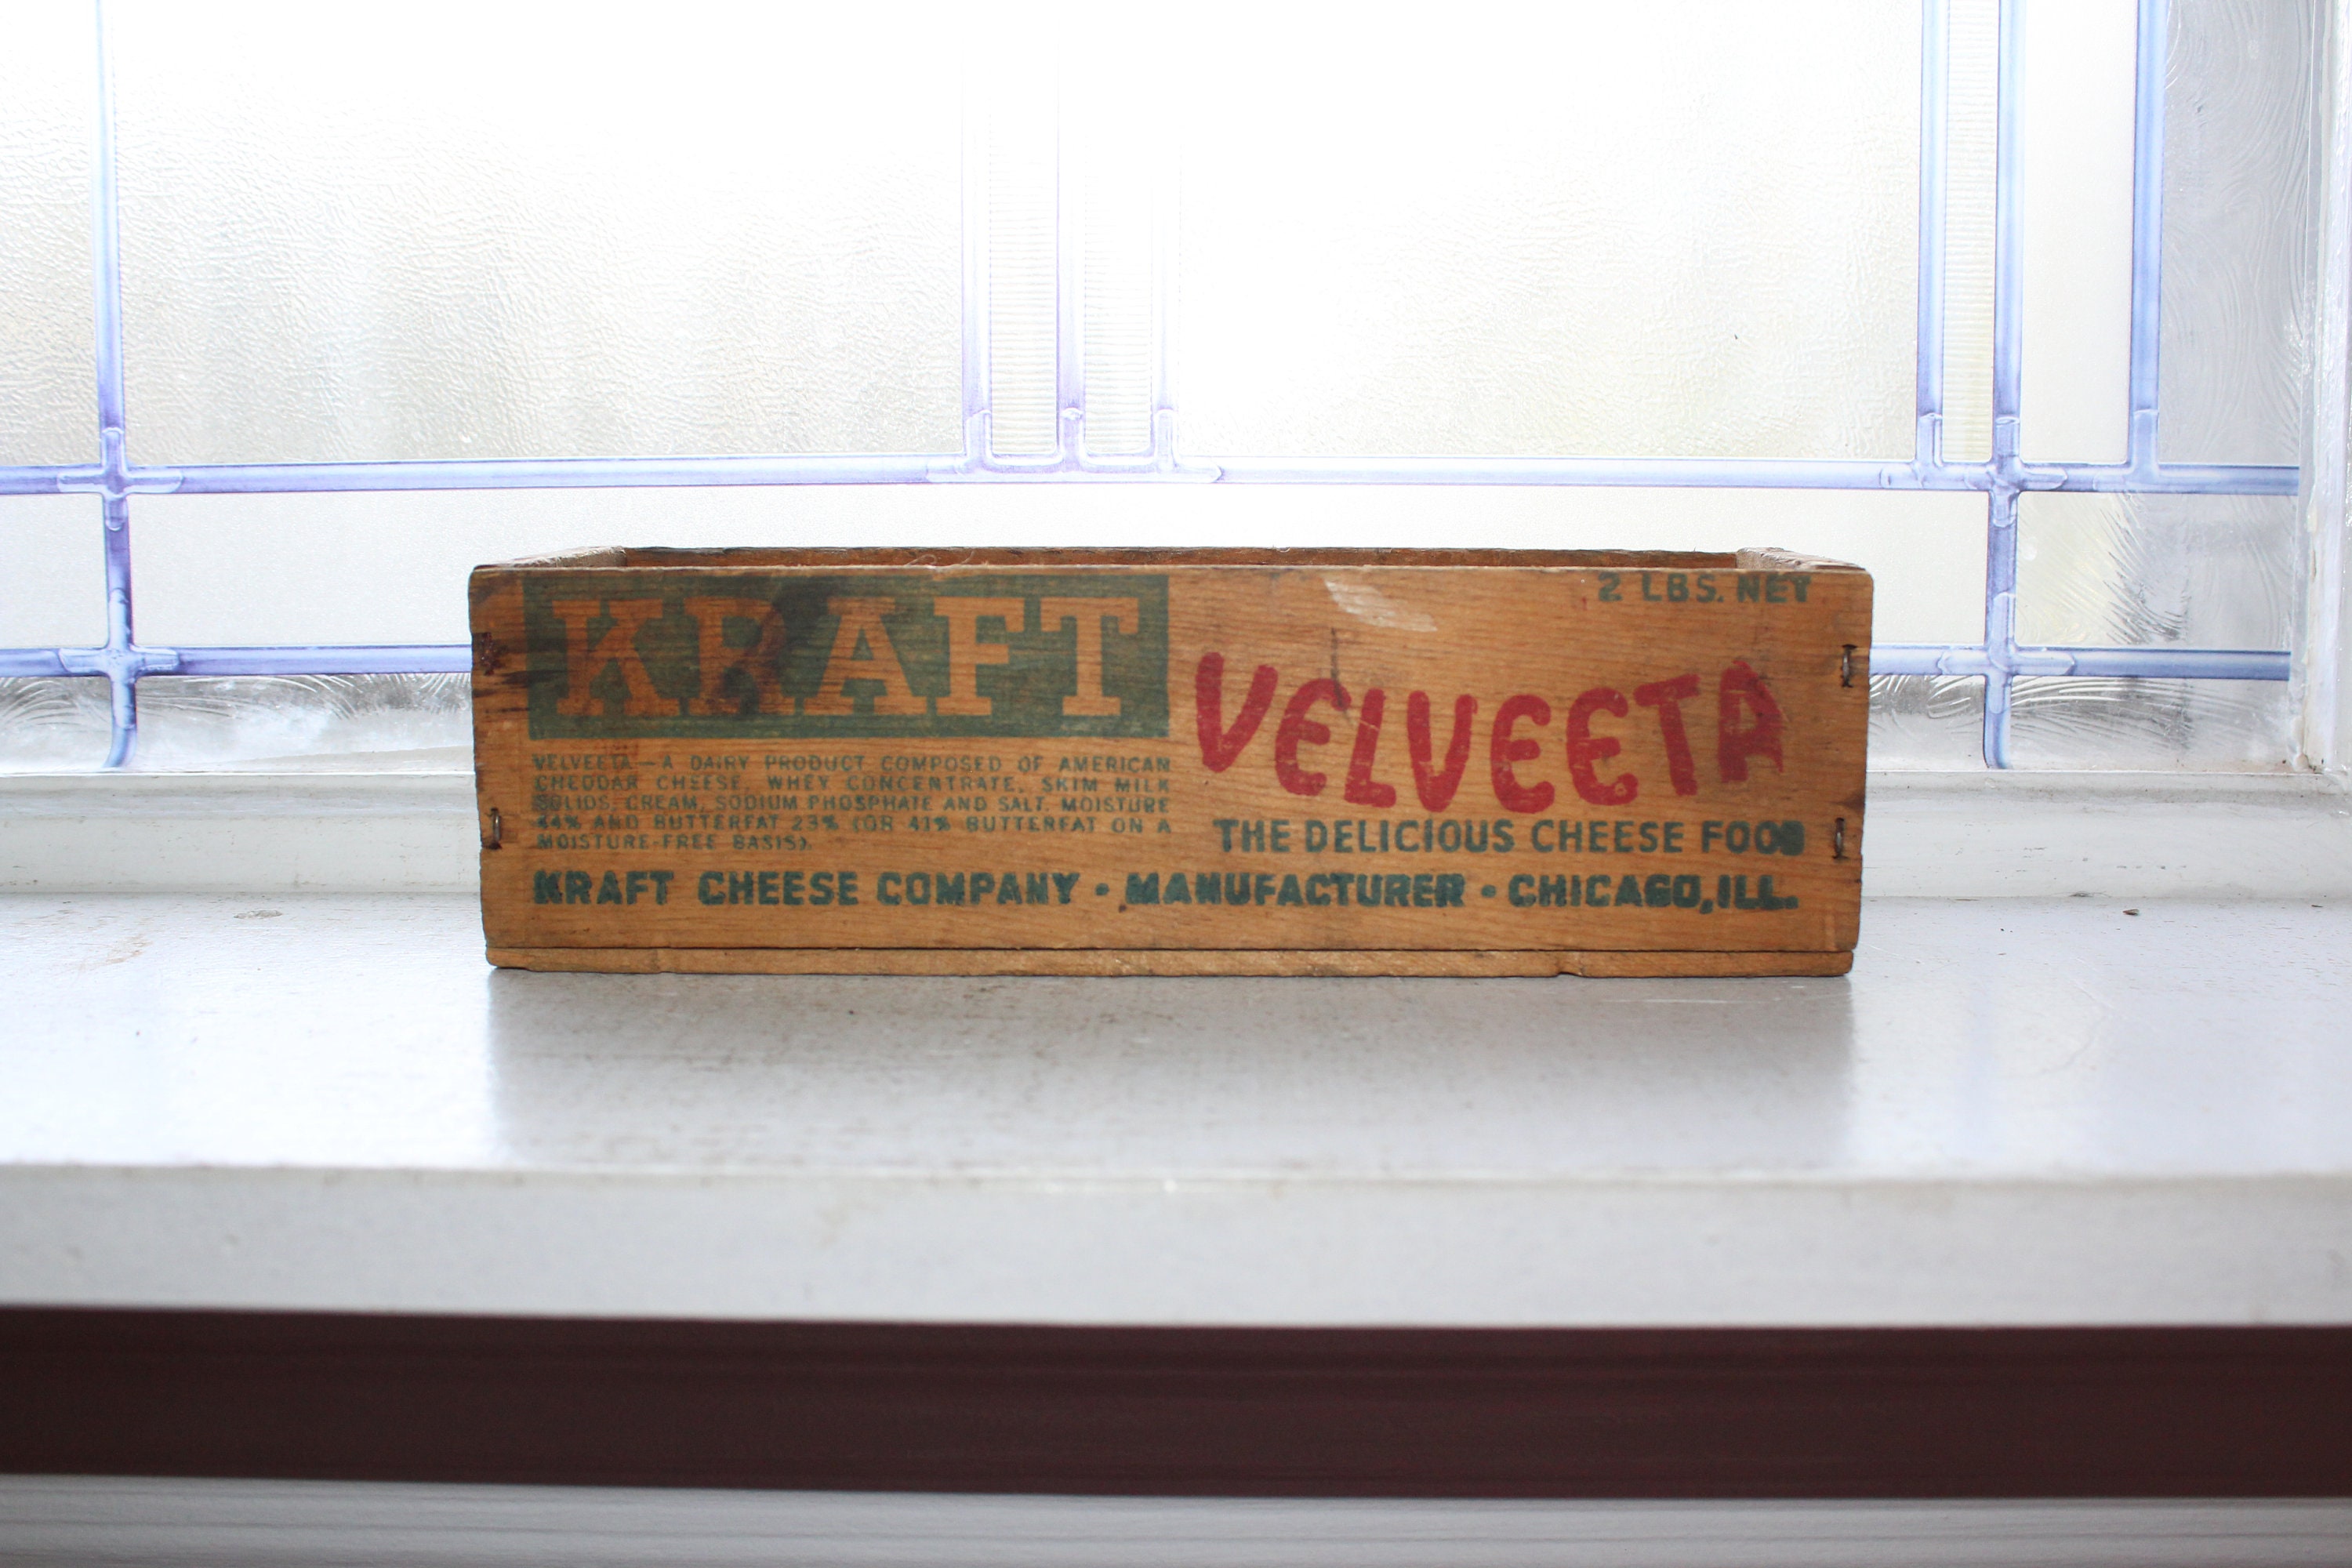 KRAFT
VELVEETA—A DAIRY PRODUCT COMPOSED OF AMERICAN
CHEDDAR CHEESE, WHEY CONCENTRATE, SKIM MILK
SOLIDS, CREAM, SODIUM PHOSPHATE AND SALT. MOISTURE
44% AND BUTTERFAT 23% (OR 41% BUTTERFAT ON A
MOISTURE-FREE BASIS).
2 LBS. NET
VELVEETA
THE DELICIOUS CHEESE FOOD
KRAFT CHEESE COMPANY • MANUFACTURER • CHICAGO, ILL.